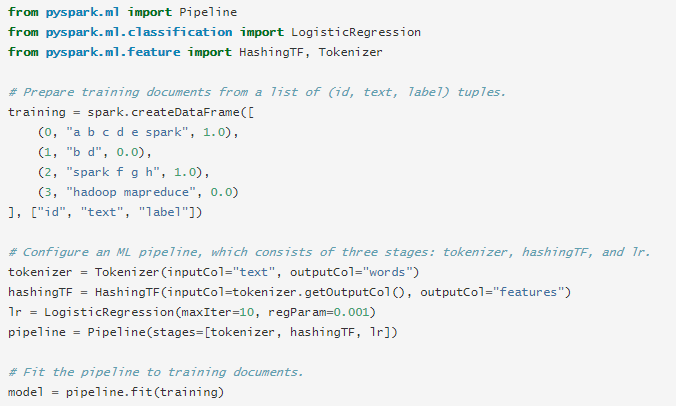 from pyspark.ml import Pipeline
from pyspark.ml.classification import LogisticRegression
from pyspark.ml.feature import HashingTF, Tokenizer

# Prepare training documents from a list of (id, text, label) tuples.
training = spark.createDataFrame([
    (0, "a b c d e spark", 1.0),
    (1, "b d", 0.0),
    (2, "spark f g h", 1.0),
    (3, "hadoop mapreduce", 0.0)
], ["id", "text", "label"])

# Configure an ML pipeline, which consists of three stages: tokenizer, hashingTF, and lr.
tokenizer = Tokenizer(inputCol="text", outputCol="words")
hashingTF = HashingTF(inputCol=tokenizer.getOutputCol(), outputCol="features")
lr = LogisticRegression(maxIter=10, regParam=0.001)
pipeline = Pipeline(stages=[tokenizer, hashingTF, lr])

# Fit the pipeline to training documents.
model = pipeline.fit(training)